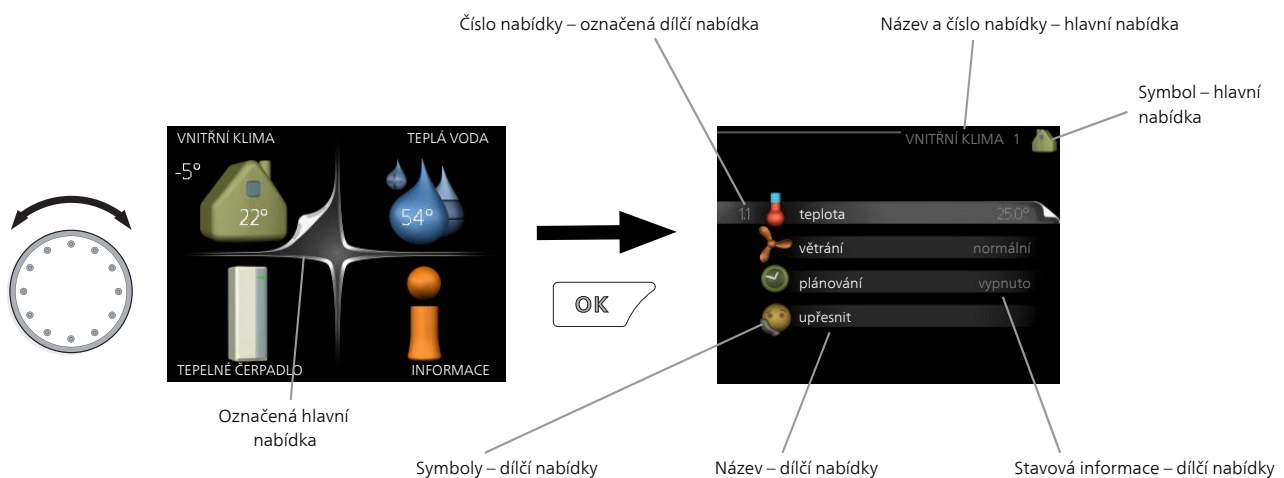 Číslo nabídky – označená dílčí nabídka
Název a číslo nabídky – hlavní nabídka
Symbol – hlavní
nabídka
VNITŘNÍ KLIMA
TEPLÁ VODA
-5°
22°
54°
TEPELNÉ ČERPADLO
INFORMACE
OK
VNITŘNÍ KLIMA 1
1.1 teplota 25.0°
větrání normální
plánování vypnuto
upřesnit
Označená hlavní
nabídka
Symboly – dílčí nabídky
Název – dílčí nabídky
Stavová informace – dílčí nabídky